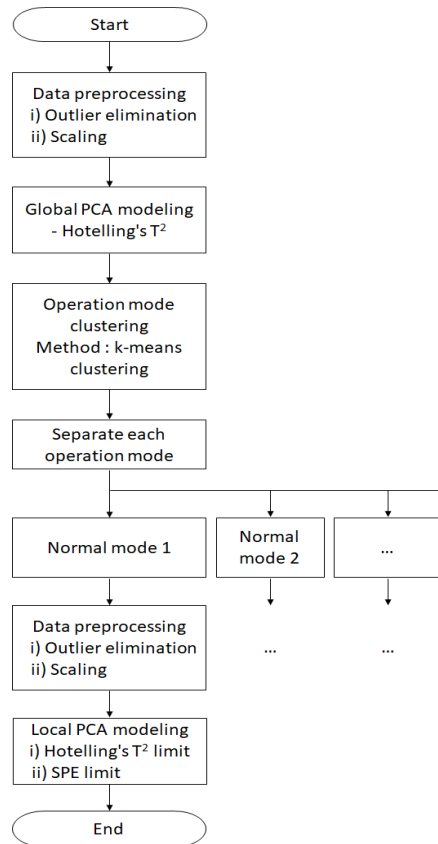 Start
Data preprocessing
i) Outlier elimination
ii) Scaling
Global PCA modeling
- Hotelling's T²
Operation mode
clustering
Method : k-means
clustering
Separate each
operation mode
Normal mode 1
Normal
mode 2
...
Data preprocessing
i) Outlier elimination
ii) Scaling
...
...
Local PCA modeling
i) Hotelling's T² limit
ii) SPE limit
End